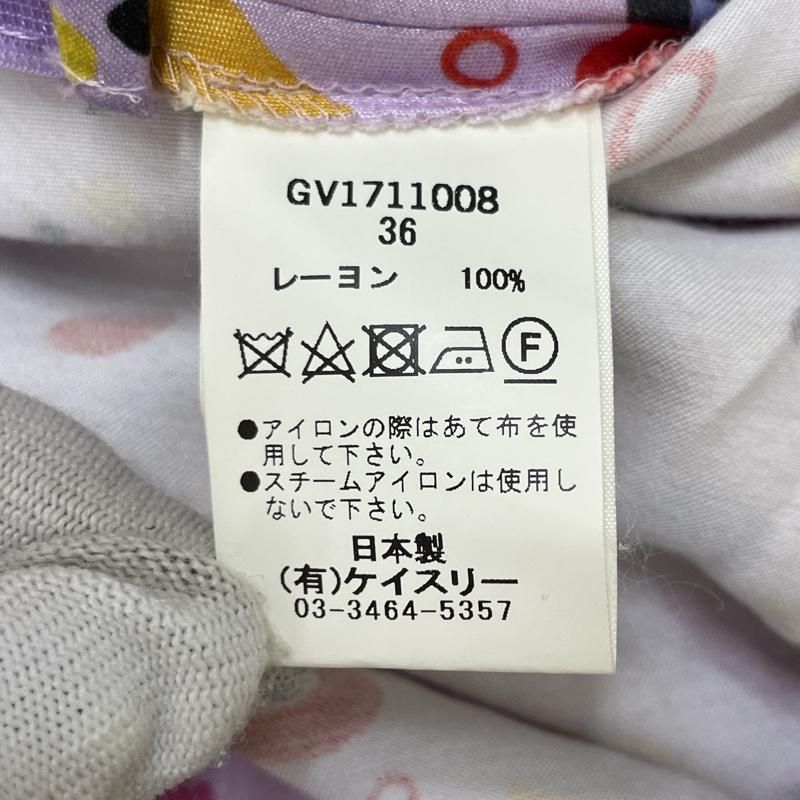 GV1711008
36
レーヨン 100%
F
●アイロンの際はあて布を使
用して下さい。
●スチームアイロンは使用し
ないで下さい。
日本製
(有)ケイスリー
03-3464-5357